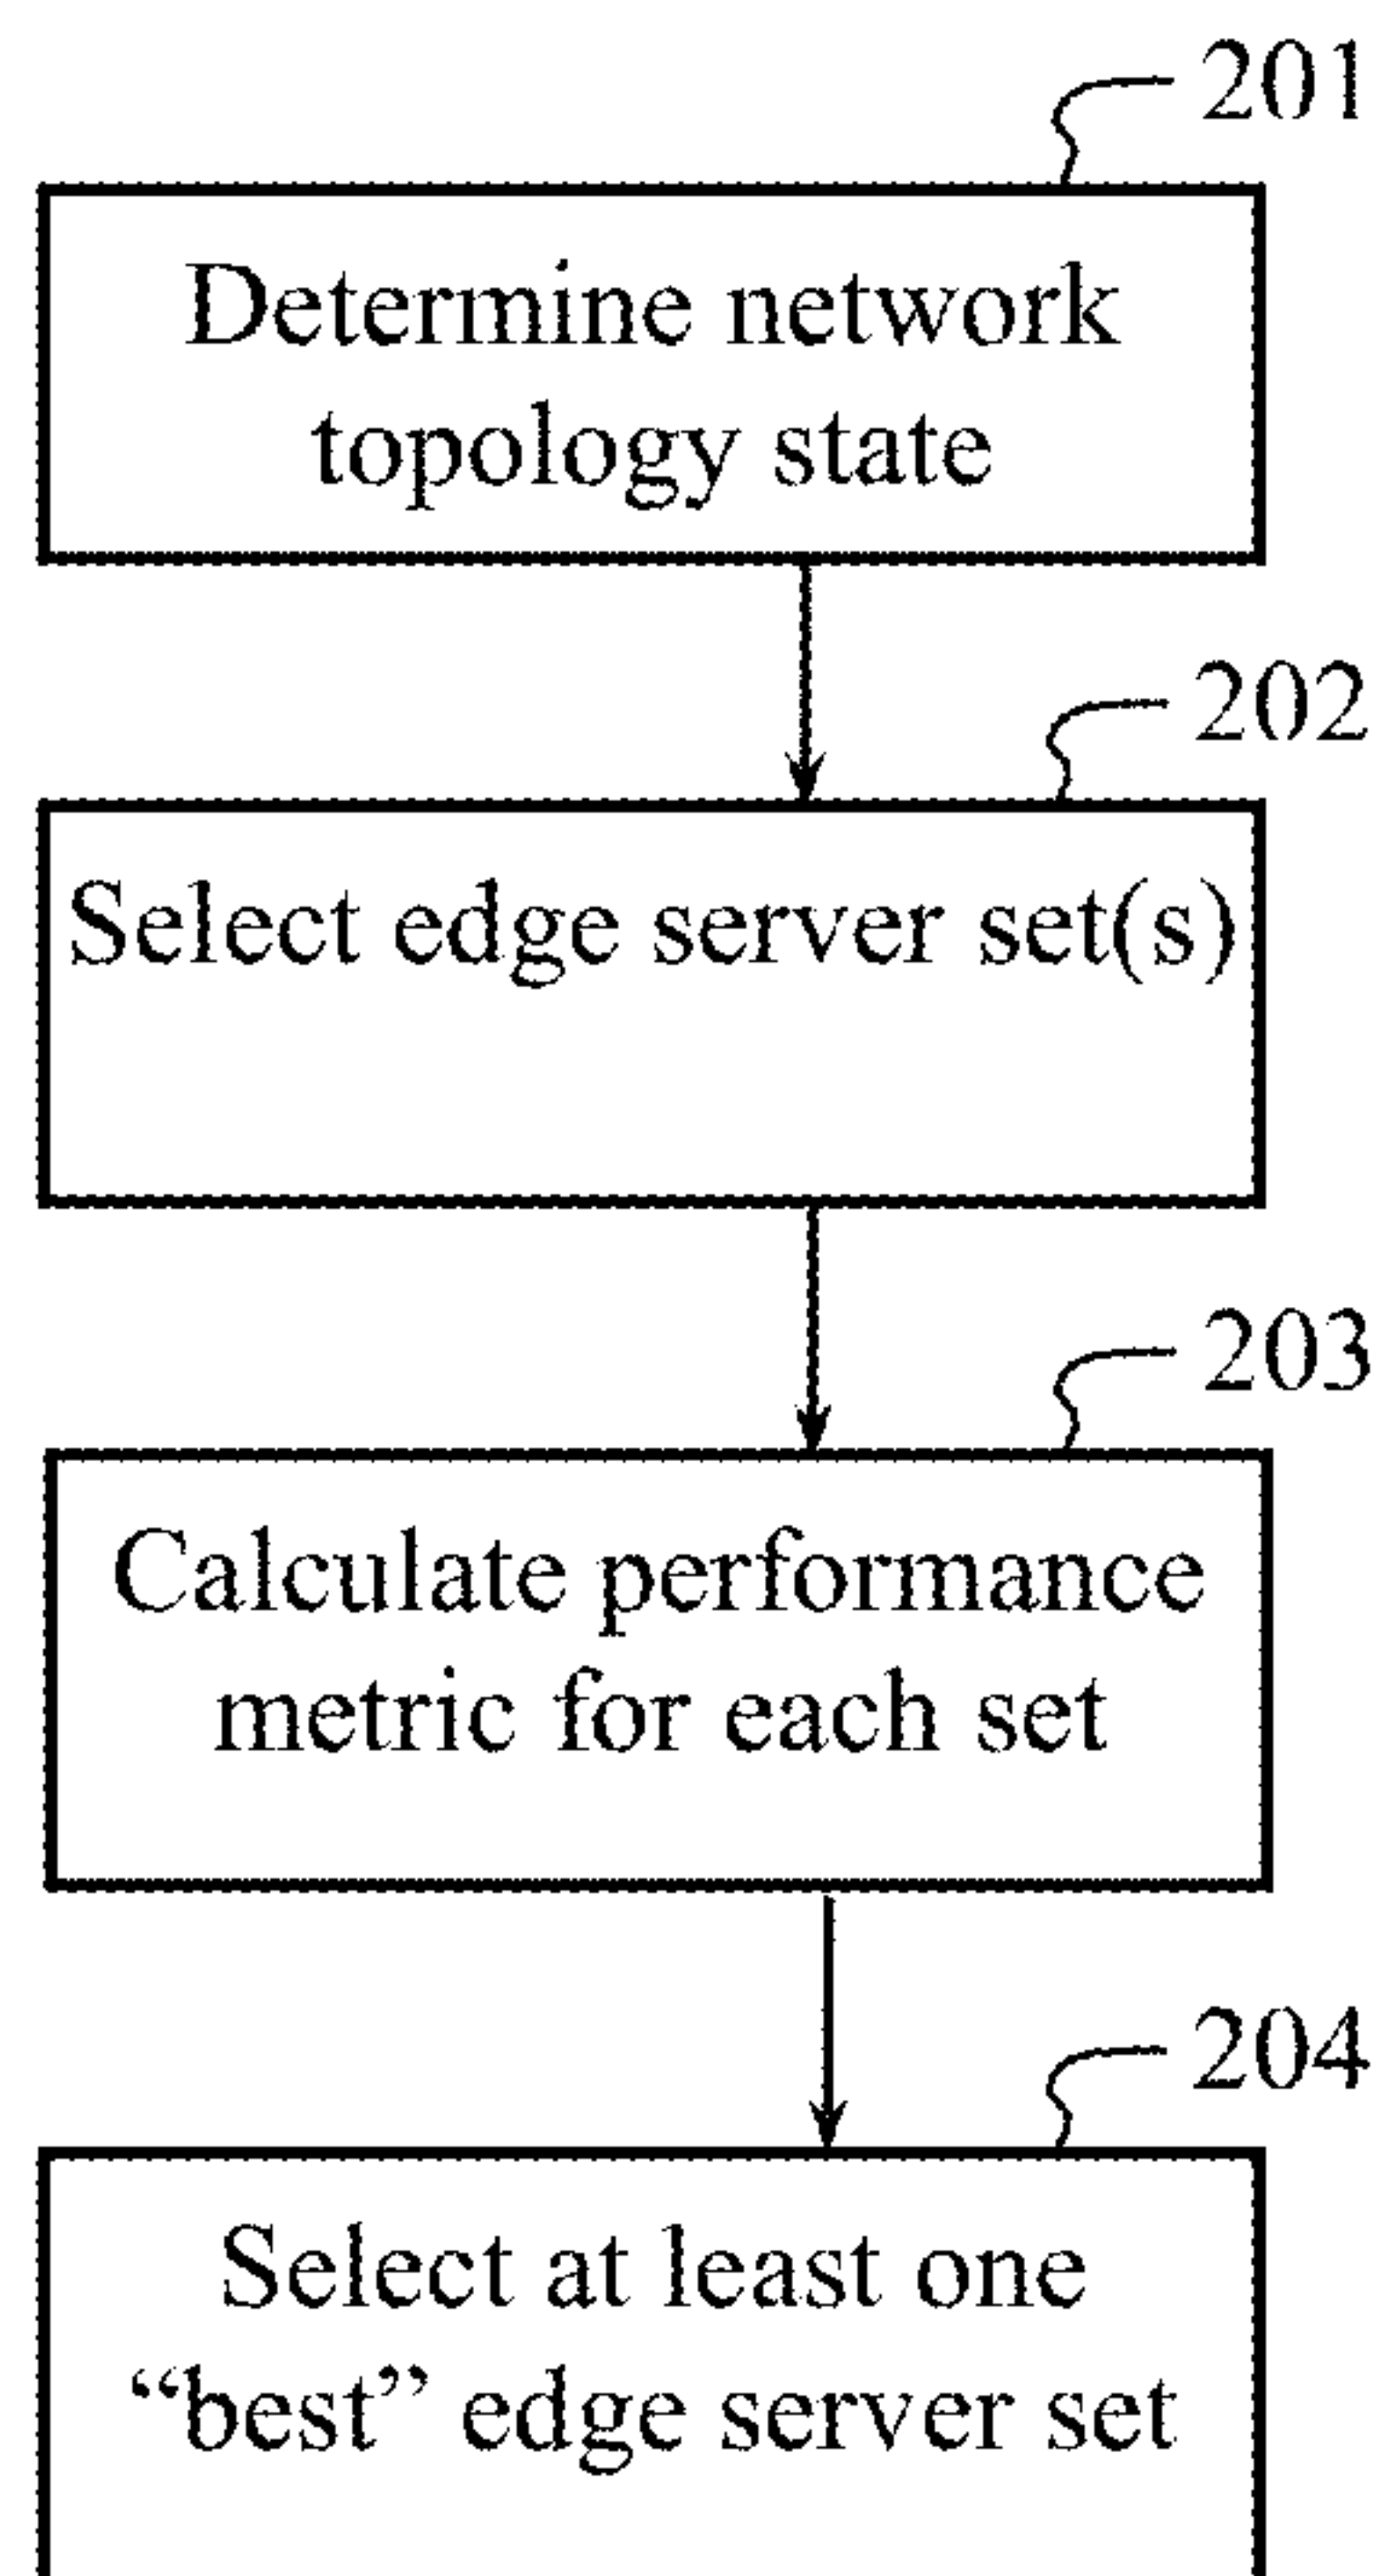 201
Determine network
topology state
202
Select edge server set(s)
203
Calculate performance
metric for each set
204
Select at least one
“best” edge server set